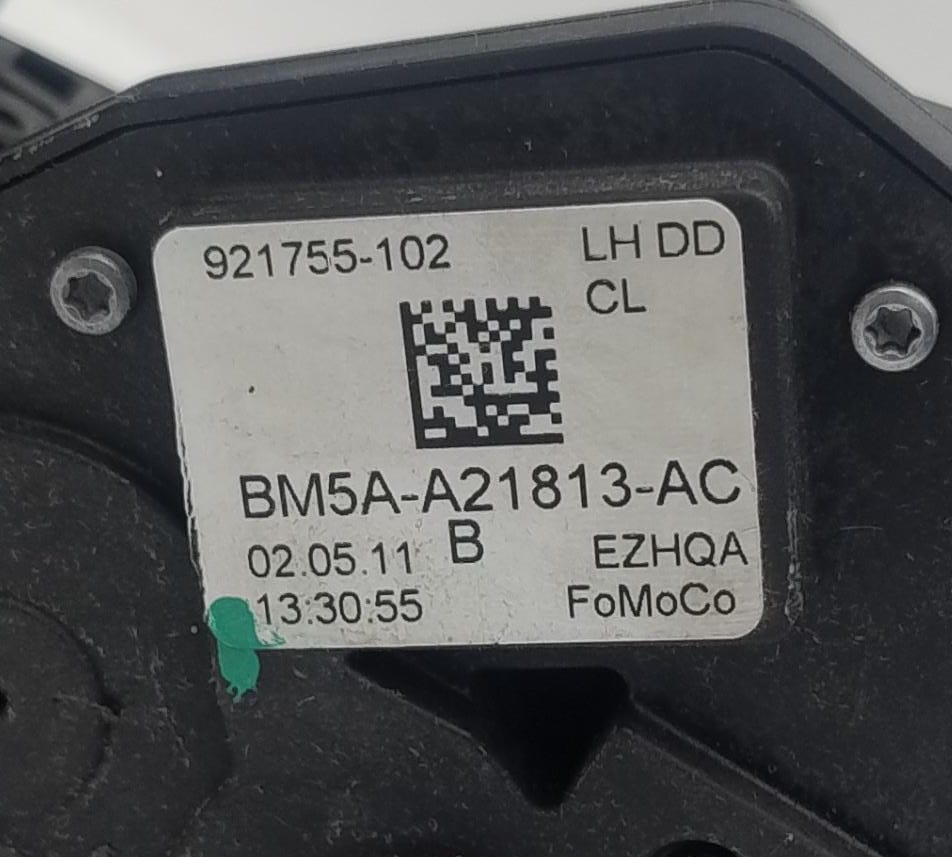 921755-102 LH DD
CL
BM5A-A21813-AC
02.05.11 B EZHQA
13:30:55 FoMoCo